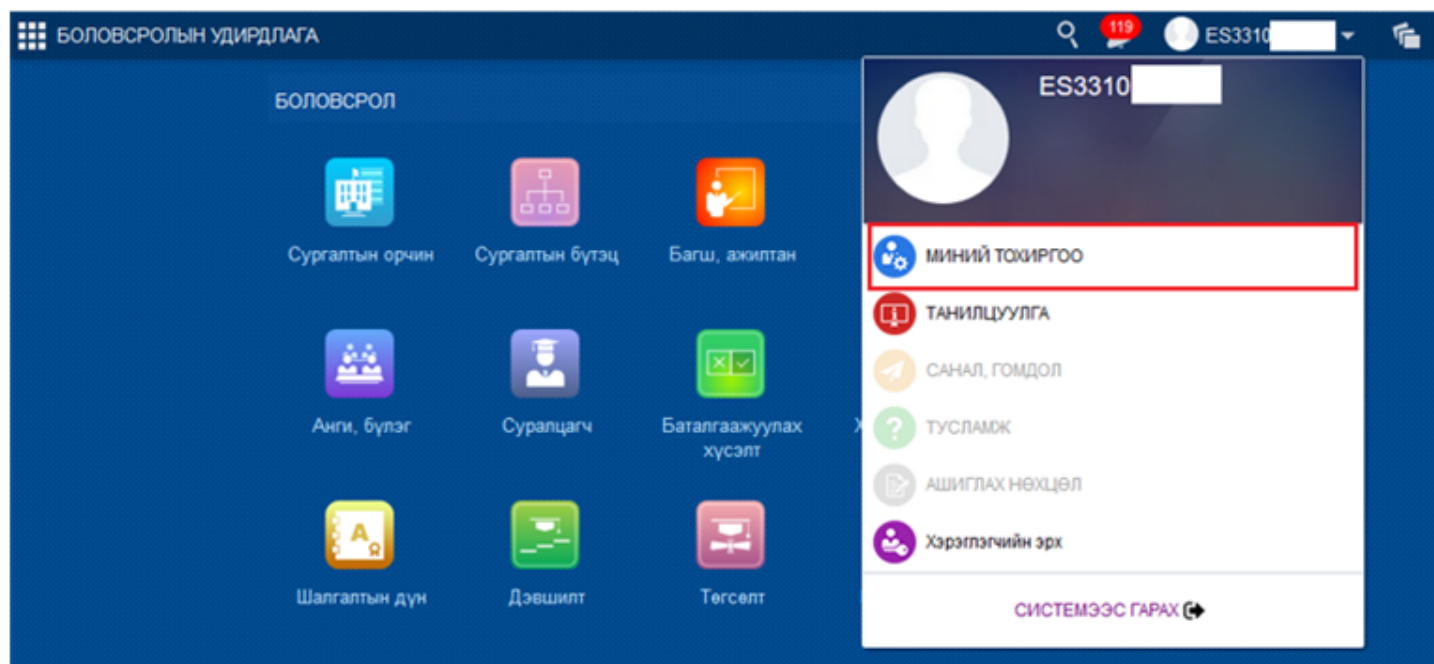 БОЛОВСРОЛЫН УДИРДЛАГА
119
ES3310
БОЛОВСРОЛ
Сургалтын орчин
Сургалтын бүтэц
Багш, ажилтан
Анги, бүлэг
Суралцагч
Баталгаажуулах
хүсэлт
Х
Шалгалтын дүн
Дэвшилт
Төгсөлт
ES3310
МИНИЙ ТОХИРГОО
ТАНИЛЦУУЛГА
САНАЛ, ГОМДОЛ
ТУСЛАМЖ
АШИГЛАХ НӨХЦӨЛ
Хэрэглэгчийн эрх
СИСТЕМЭЭС ГАРАХ